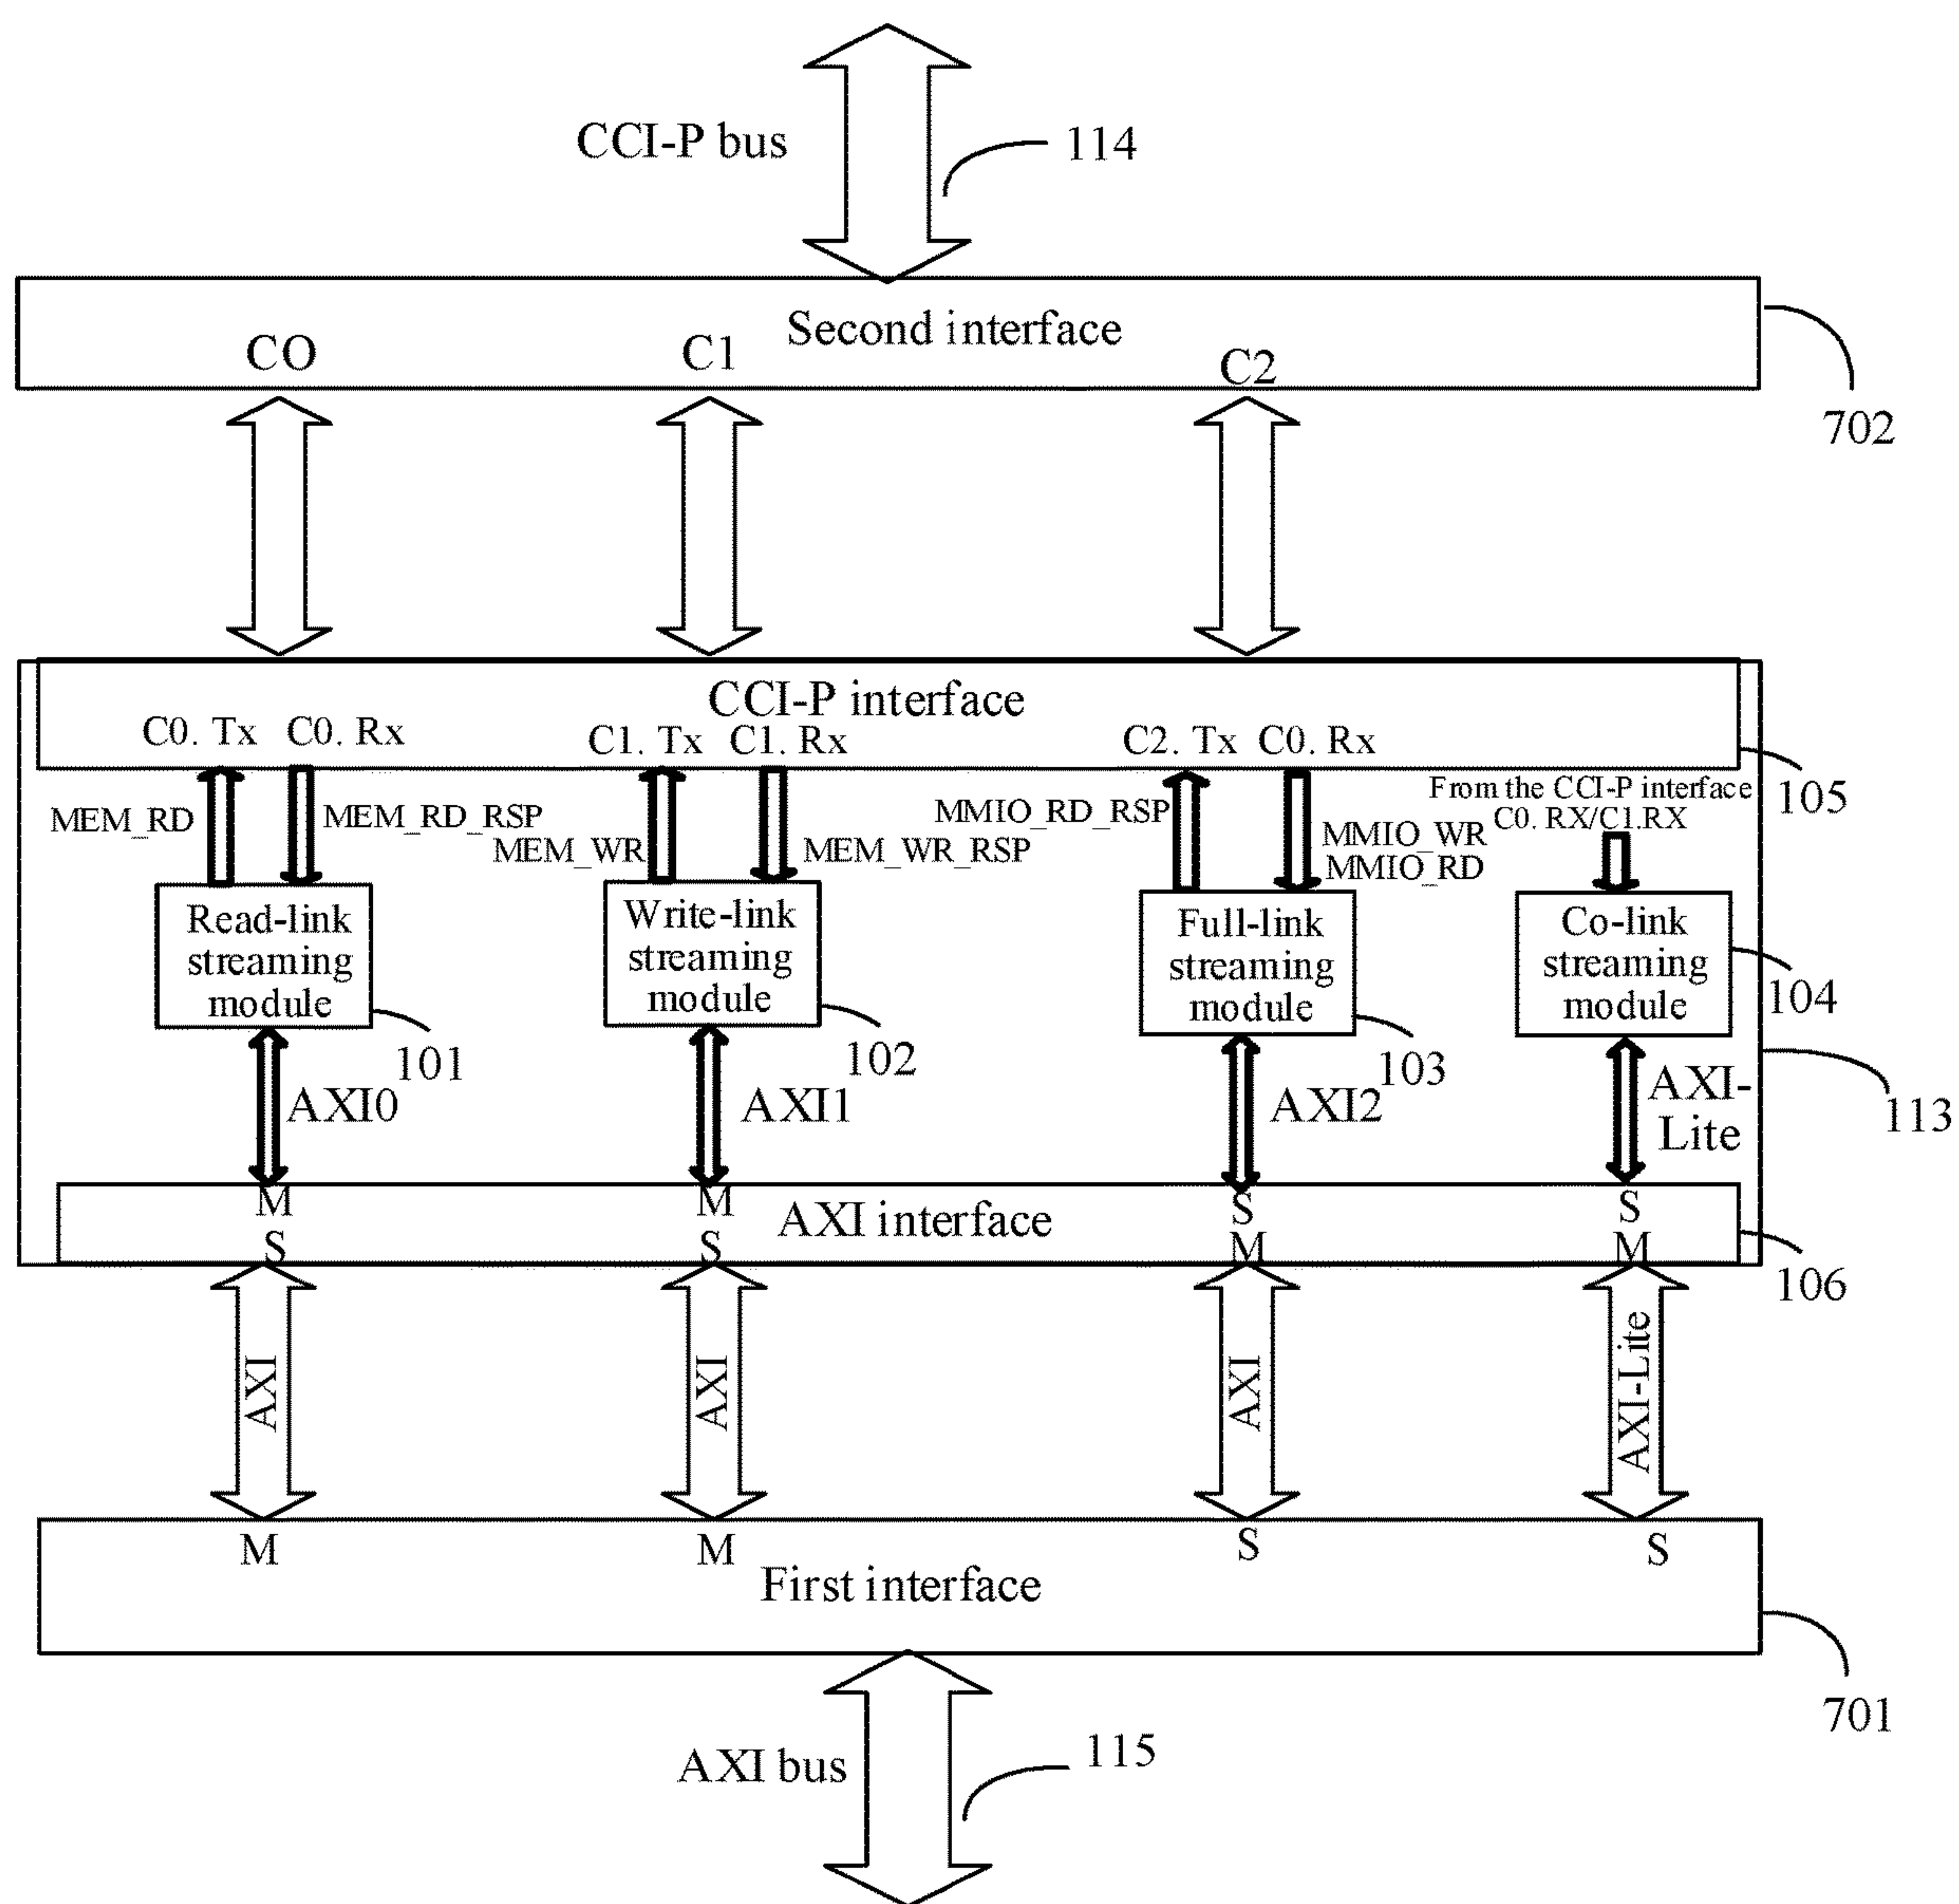 CCI-P bus
114
Second interface
CO
C1
C2
702
CCI-P interface
C0. Tx C0. Rx
C1. Tx C1. Rx
C2. Tx C0. Rx
105
MEM_RD
MEM_RD_RSP
MEM_WR
MEM_WR_RSP
MMIO_RD_RSP
MMIO_WR
MMIO_RD
From the CCI-P interface
C0. RX/C1.RX
Read-link
streaming
module
101
Write-link
streaming
module
102
Full-link
streaming
module
103
Co-link
streaming
module
104
113
AXI0
AXI1
AXI2
AXI-
Lite
M
M
S
S
AXI interface
S
S
M
M
106
AXI
AXI
AXI
AXI-Lite
M
M
S
S
First interface
701
AXI bus
115